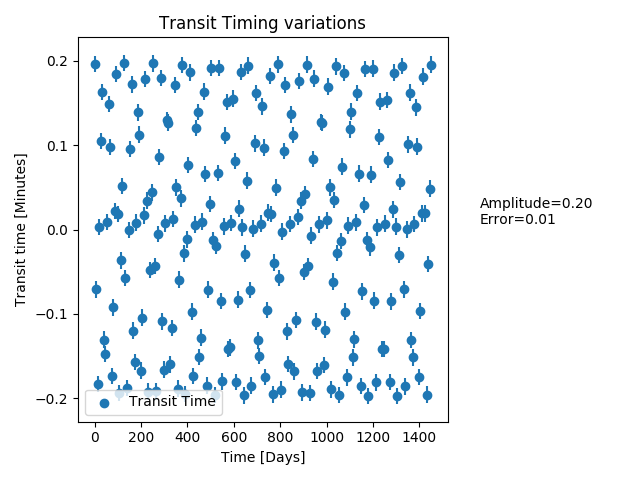 Transit Timing variations
Transit time [Minutes]
0.2
0.1
0.0
−0.1
−0.2
Transit Time
0 200 400 600 800 1000 1200 1400
Time [Days]
Amplitude=0.20
Error=0.01